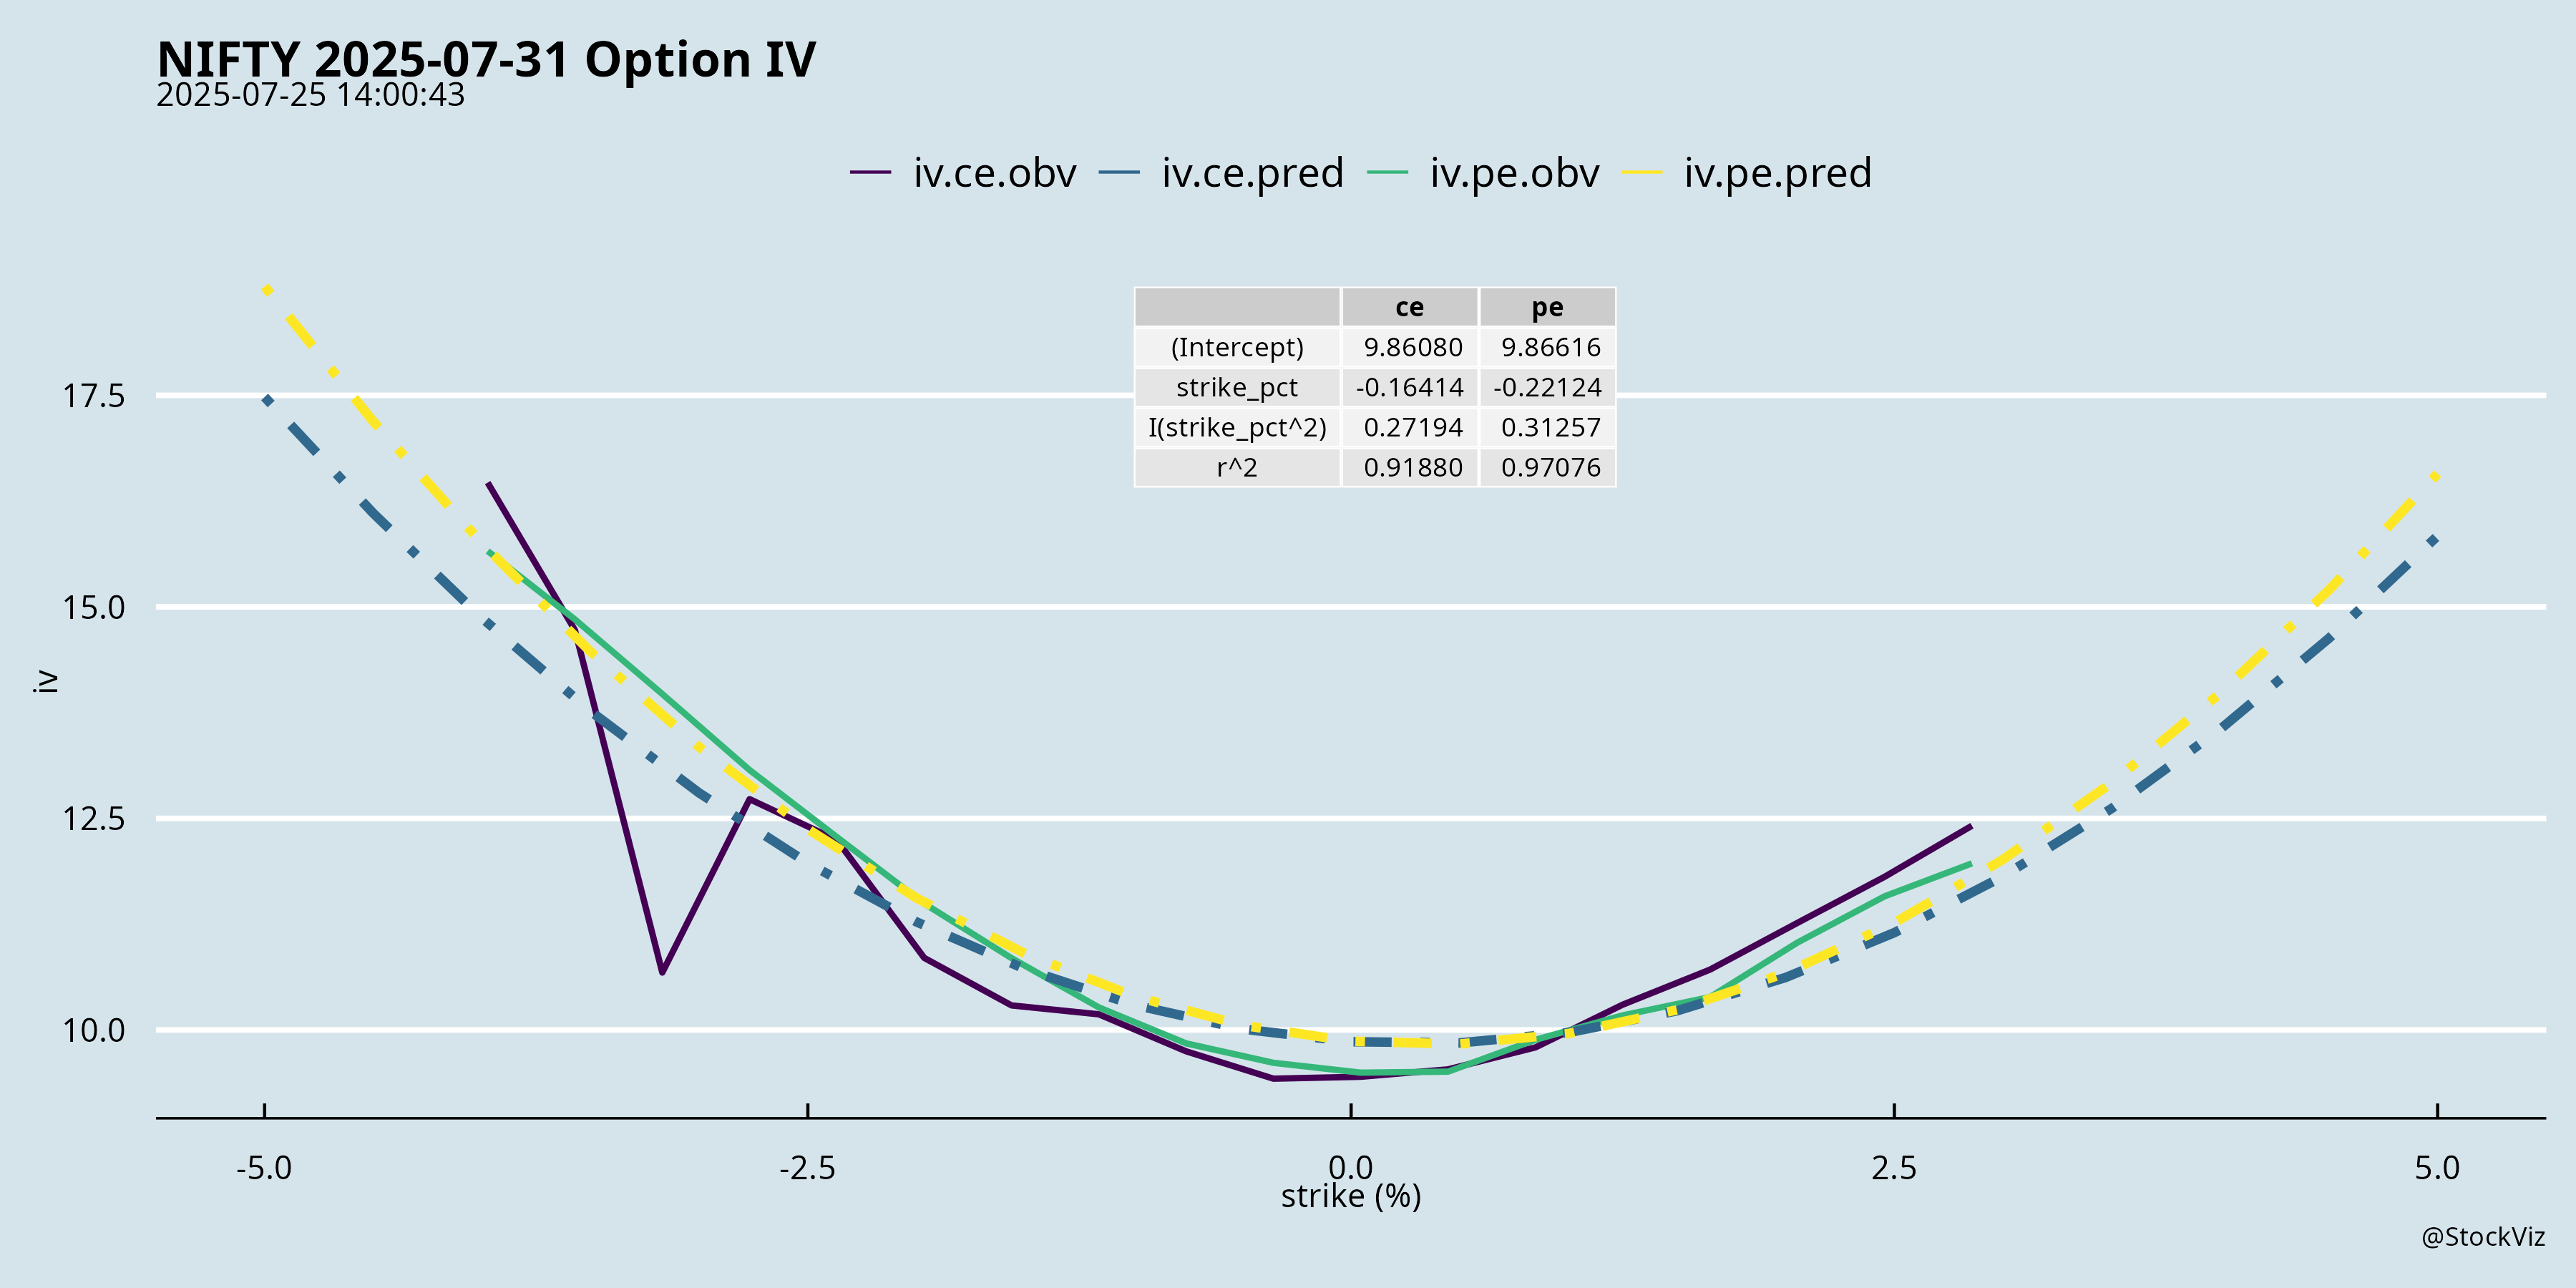 NIFTY 2025-07-31 Option IV
2025-07-25 14:00:43
iv.ce.obv iv.ce.pred iv.pe.obv iv.pe.pred
ce pe
(Intercept) 9.86080 9.86616
strike_pct -0.16414 -0.22124
I(strike_pct^2) 0.27194 0.31257
r^2 0.91880 0.97076
17.5
15.0
12.5
10.0
iv
-5.0 -2.5 0.0 2.5 5.0
strike (%)
@StockViz